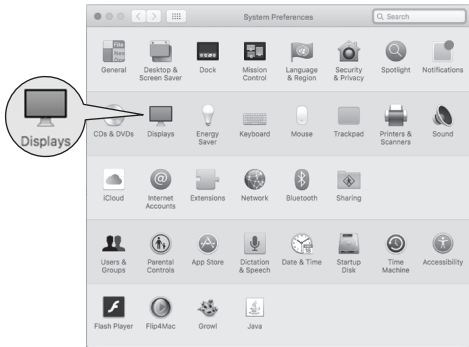 System Preferences
Search
General
Desktop &
Screen Saver
Dock
Mission
Control
Language
& Region
Security
& Privacy
Spotlight
Notifications
Displays
CDs & DVDs
Displays
Energy
Saver
Keyboard
Mouse
Trackpad
Printers &
Scanners
Sound
iCloud
Internet
Accounts
Extensions
Network
Bluetooth
Sharing
Users &
Groups
Parental
Controls
App Store
Dictation
& Speech
Date & Time
Startup
Disk
Time
Machine
Accessibility
Flash Player
Flip4Mac
Growl
Java